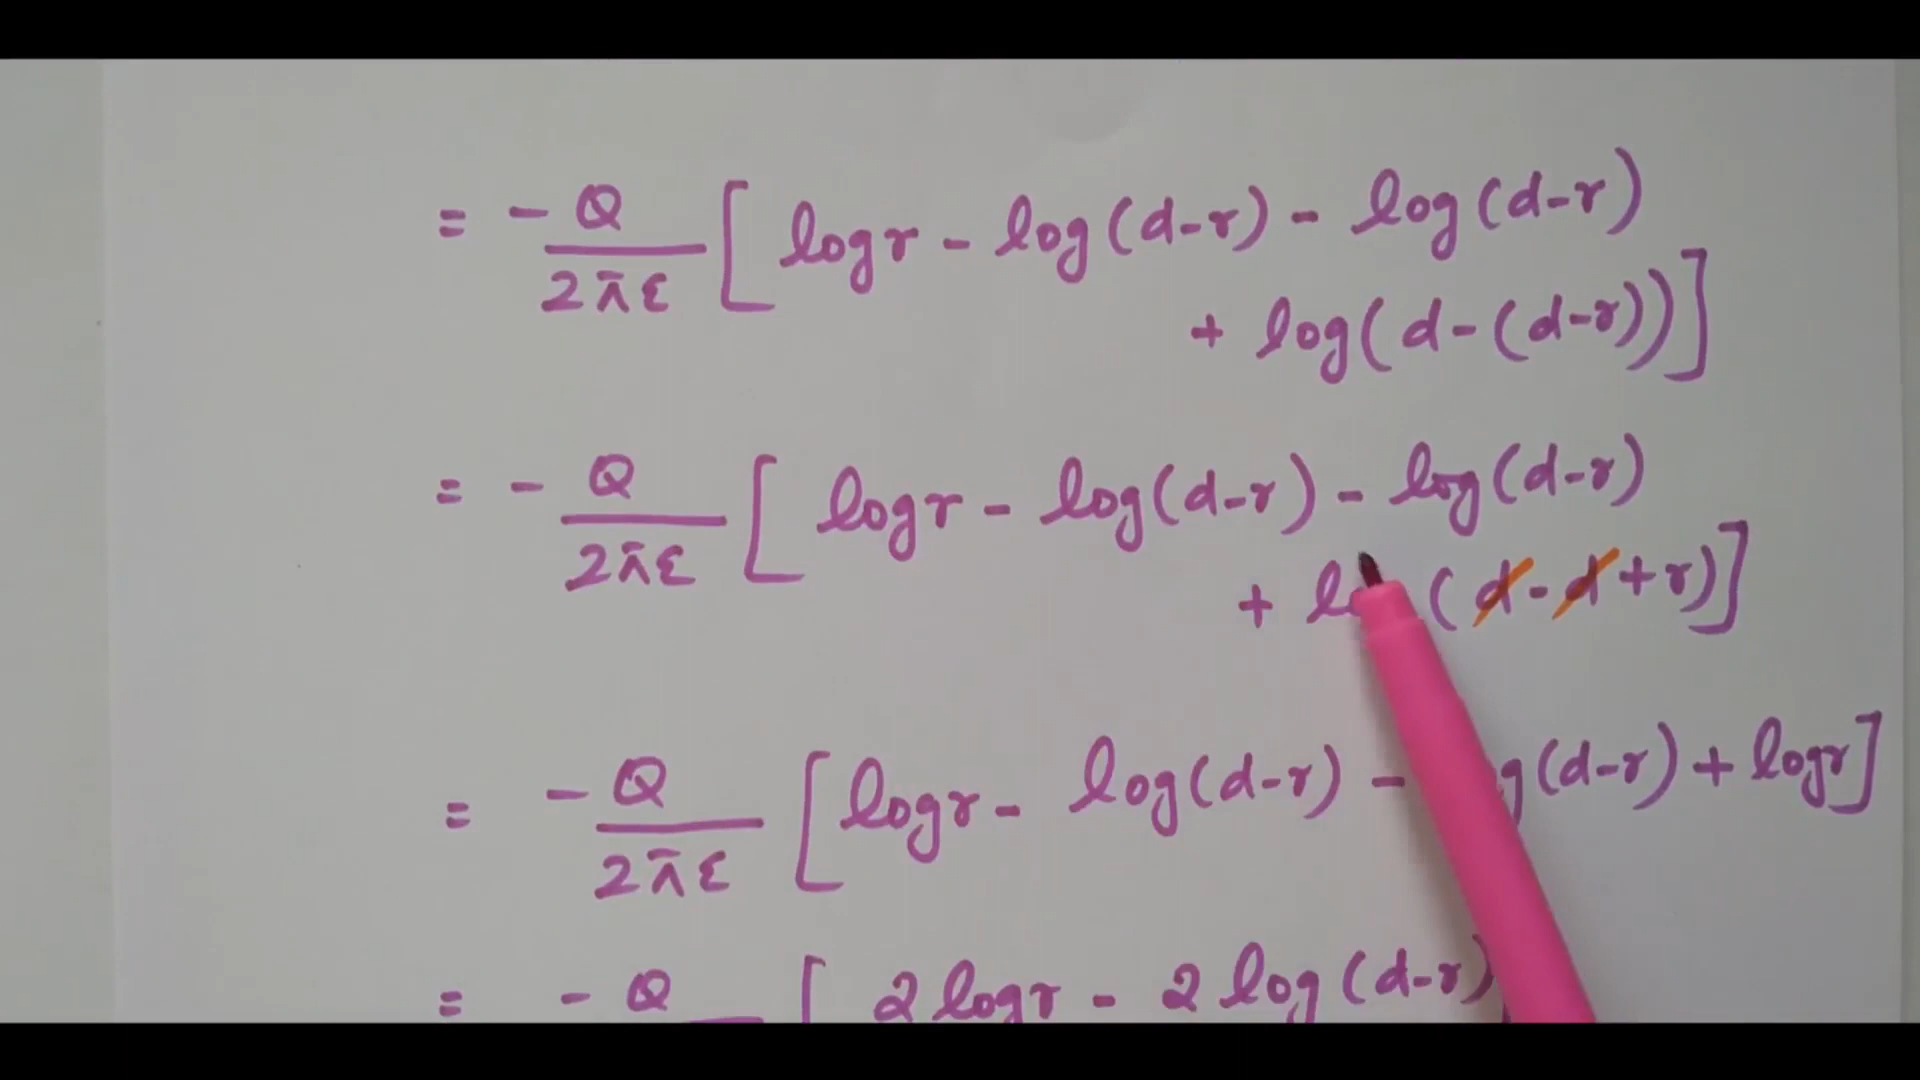 = -Q/2πε [ log r - log(d-r) - log(d-r)
+ log(d-(d-r))]
= -Q/2πε [ log r - log(d-r) - log(d-r)
+ (d-d+r)]
= -Q/2πε [log r - log(d-r) - (d-r) + log r]
= -Q [ 2 log r - 2 log(d-r)